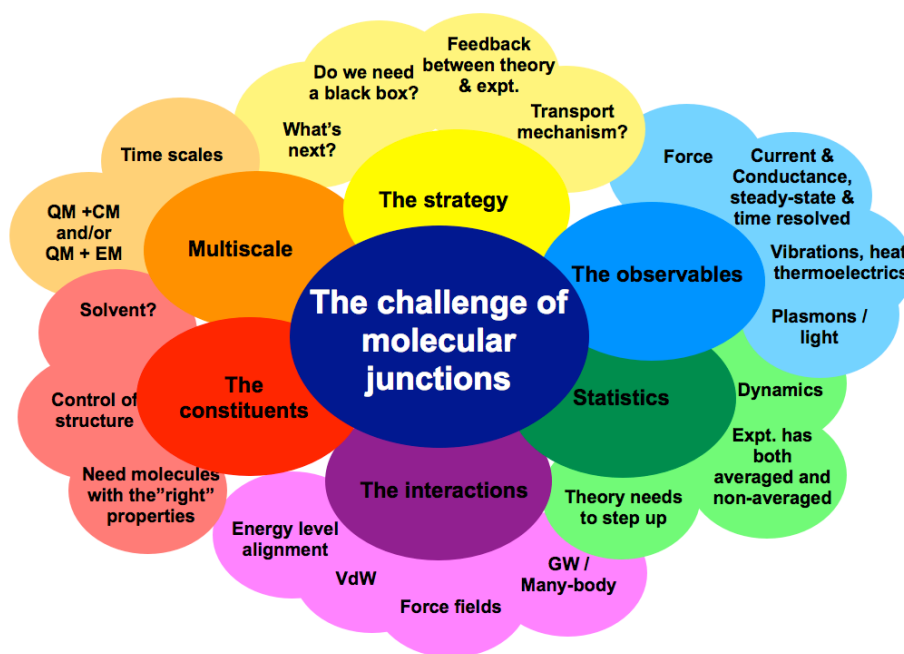 Feedback
between theory
& expt.
Do we need
a black box?
What's
next?
Transport
mechanism?
The strategy
Time scales
QM +CM
and/or
QM + EM
Multiscale
Force
Current &
Conductance,
steady-state &
time resolved
Vibrations, heat
thermoelectrics
Plasmons /
light
The observables
The challenge of
molecular
junctions
Solvent?
Control of
structure
Need molecules
with the"right"
properties
The
constituents
Statistics
Dynamics
Expt. has
both
averaged and
non-averaged
Theory needs
to step up
The interactions
Energy level
alignment
VdW
Force fields
GW /
Many-body